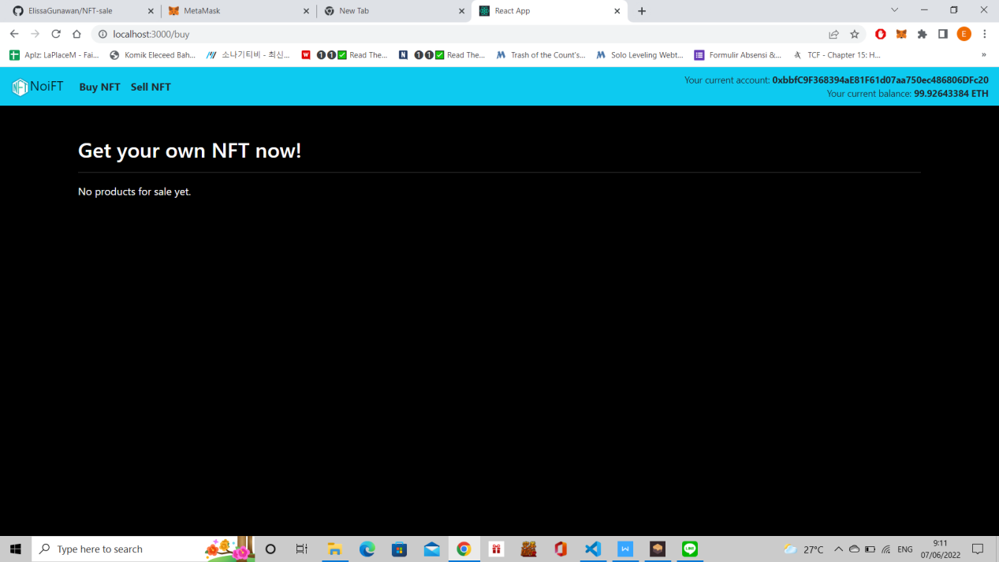 ElissaGunawan/NFT-sale
MetaMask
New Tab
React App
localhost:3000/buy
E
Aplz: LaPlaceM - Fai...
Komik Eleceed Bah...
소나기티비 - 최신...
W ❶❶✅ Read The...
N ❶❶✅ Read The...
Trash of the Count's...
Solo Leveling Webt...
Formulir Absensi &...
TCF - Chapter 15: H...
»
NFT NoiFT
Buy NFT
Sell NFT
Your current account: 0xbbfC9F368394aE81F61d07aa750ec486806DFc20
Your current balance: 99.92643384 ETH
Get your own NFT now!
No products for sale yet.
Type here to search
LINE
27°C
ENG
9:11
07/06/2022